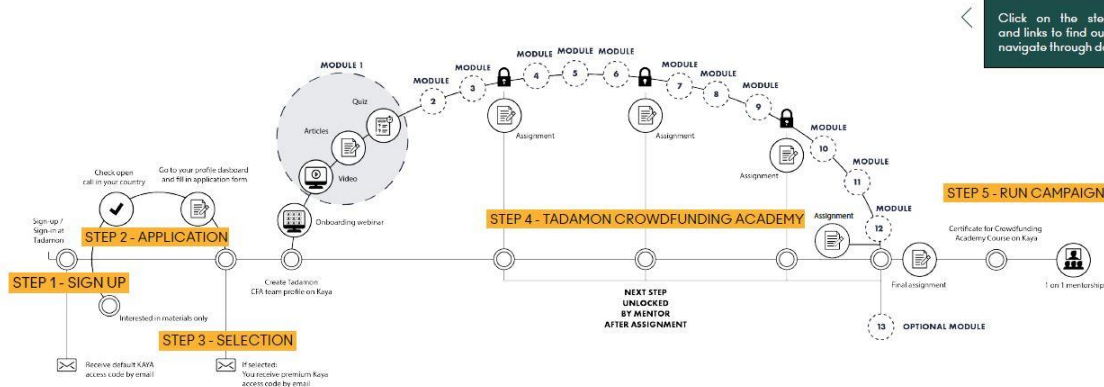 Click on the ste
and links to find ou
navigate through d
MODULE 1
Quiz
Articles
Video
MODULE
2
MODULE
3
MODULE
4
MODULE
5
MODULE
6
MODULE
7
MODULE
8
MODULE
9
MODULE
10
MODULE
11
MODULE
12
Assignment
Assignment
Assignment
Assignment
Check open
call in your country
Go to your profile dasboard
and fill in application form
Sign-up /
Sign-in at
Tadamon
STEP 2 - APPLICATION
STEP 1 - SIGN UP
Interested in materials only
STEP 3 - SELECTION
Receive default KAYA
access code by email
If selected:
You receive premium Kaya
access code by email
Onboarding webinar
Create Tadamon
CFA team profile on Kaya
STEP 4 - TADAMON CROWDFUNDING ACADEMY
NEXT STEP
UNLOCKED
BY MENTOR
AFTER ASSIGNMENT
Final assignment
13 OPTIONAL MODULE
STEP 5 - RUN CAMPAIGN
Certificate for Crowdfunding
Academy Course on Kaya
1 on 1 mentorship